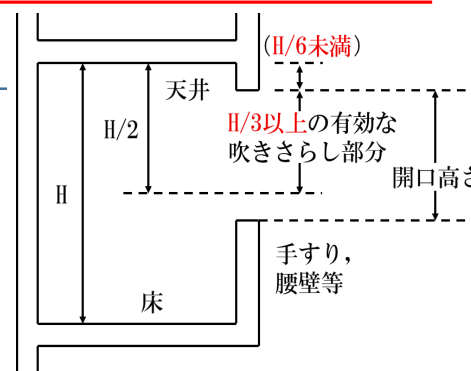 （H/6未満）
天井
H/3以上の有効な
吹きさらし部分
H/2
開口高さ
H
手すり，
腰壁等
床